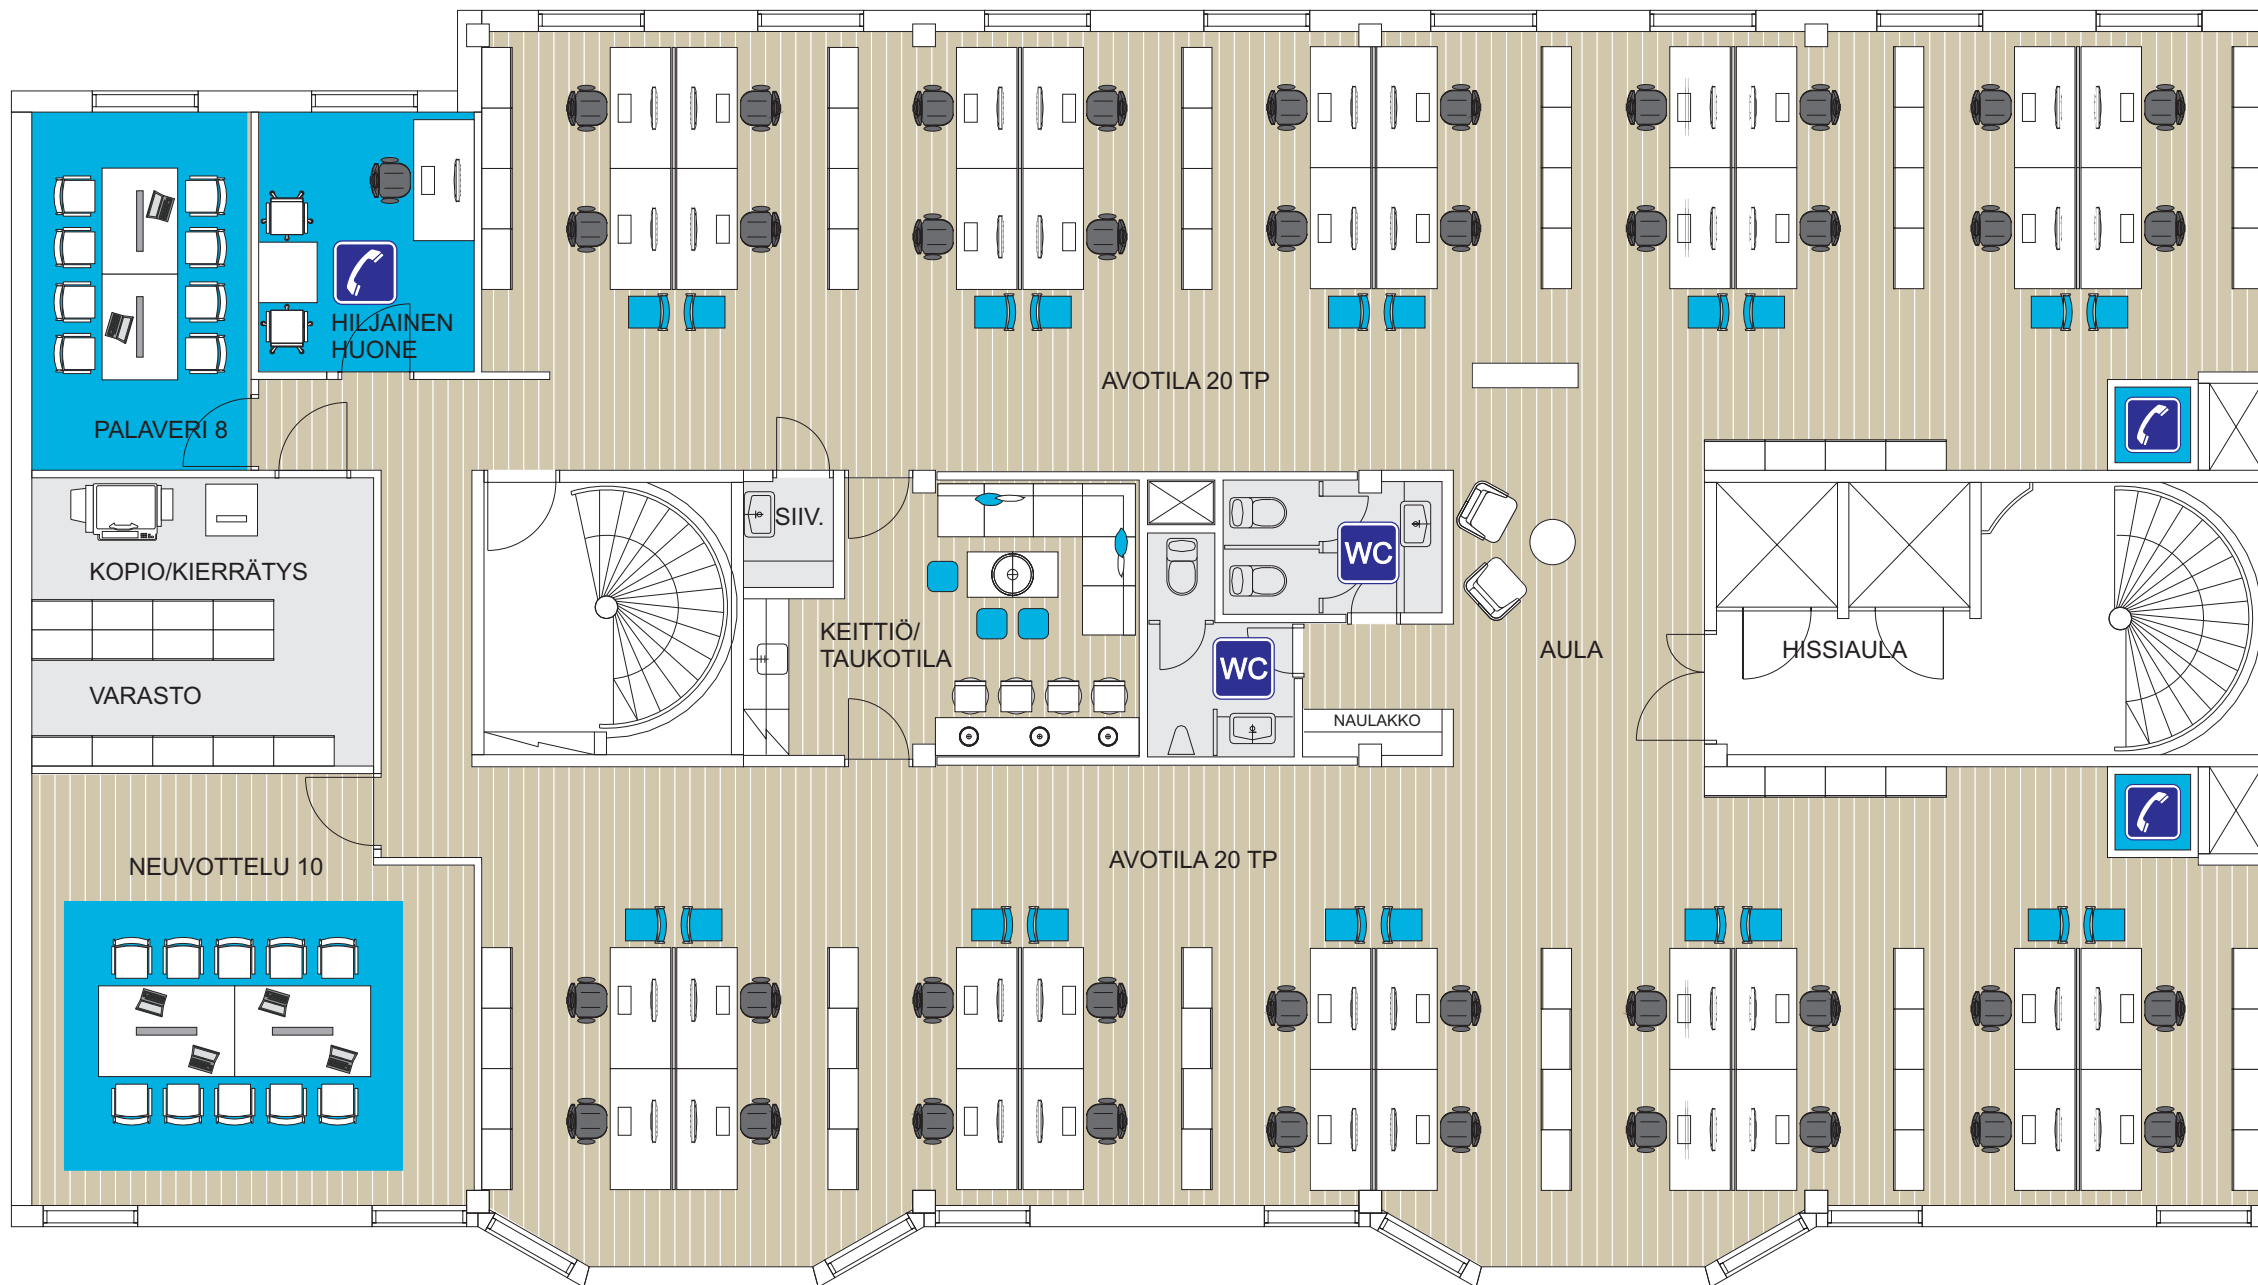 HILJAINEN
HUONE
AVOTILA 20 TP
PALAVERI 8
SIIV.
WC
KOPIO/KIERRÄTYS
KEITTIÖ/
TAUKOTILA
WC
AULA
HISSIAULA
VARASTO
NAULAKKO
NEUVOTTELU 10
AVOTILA 20 TP